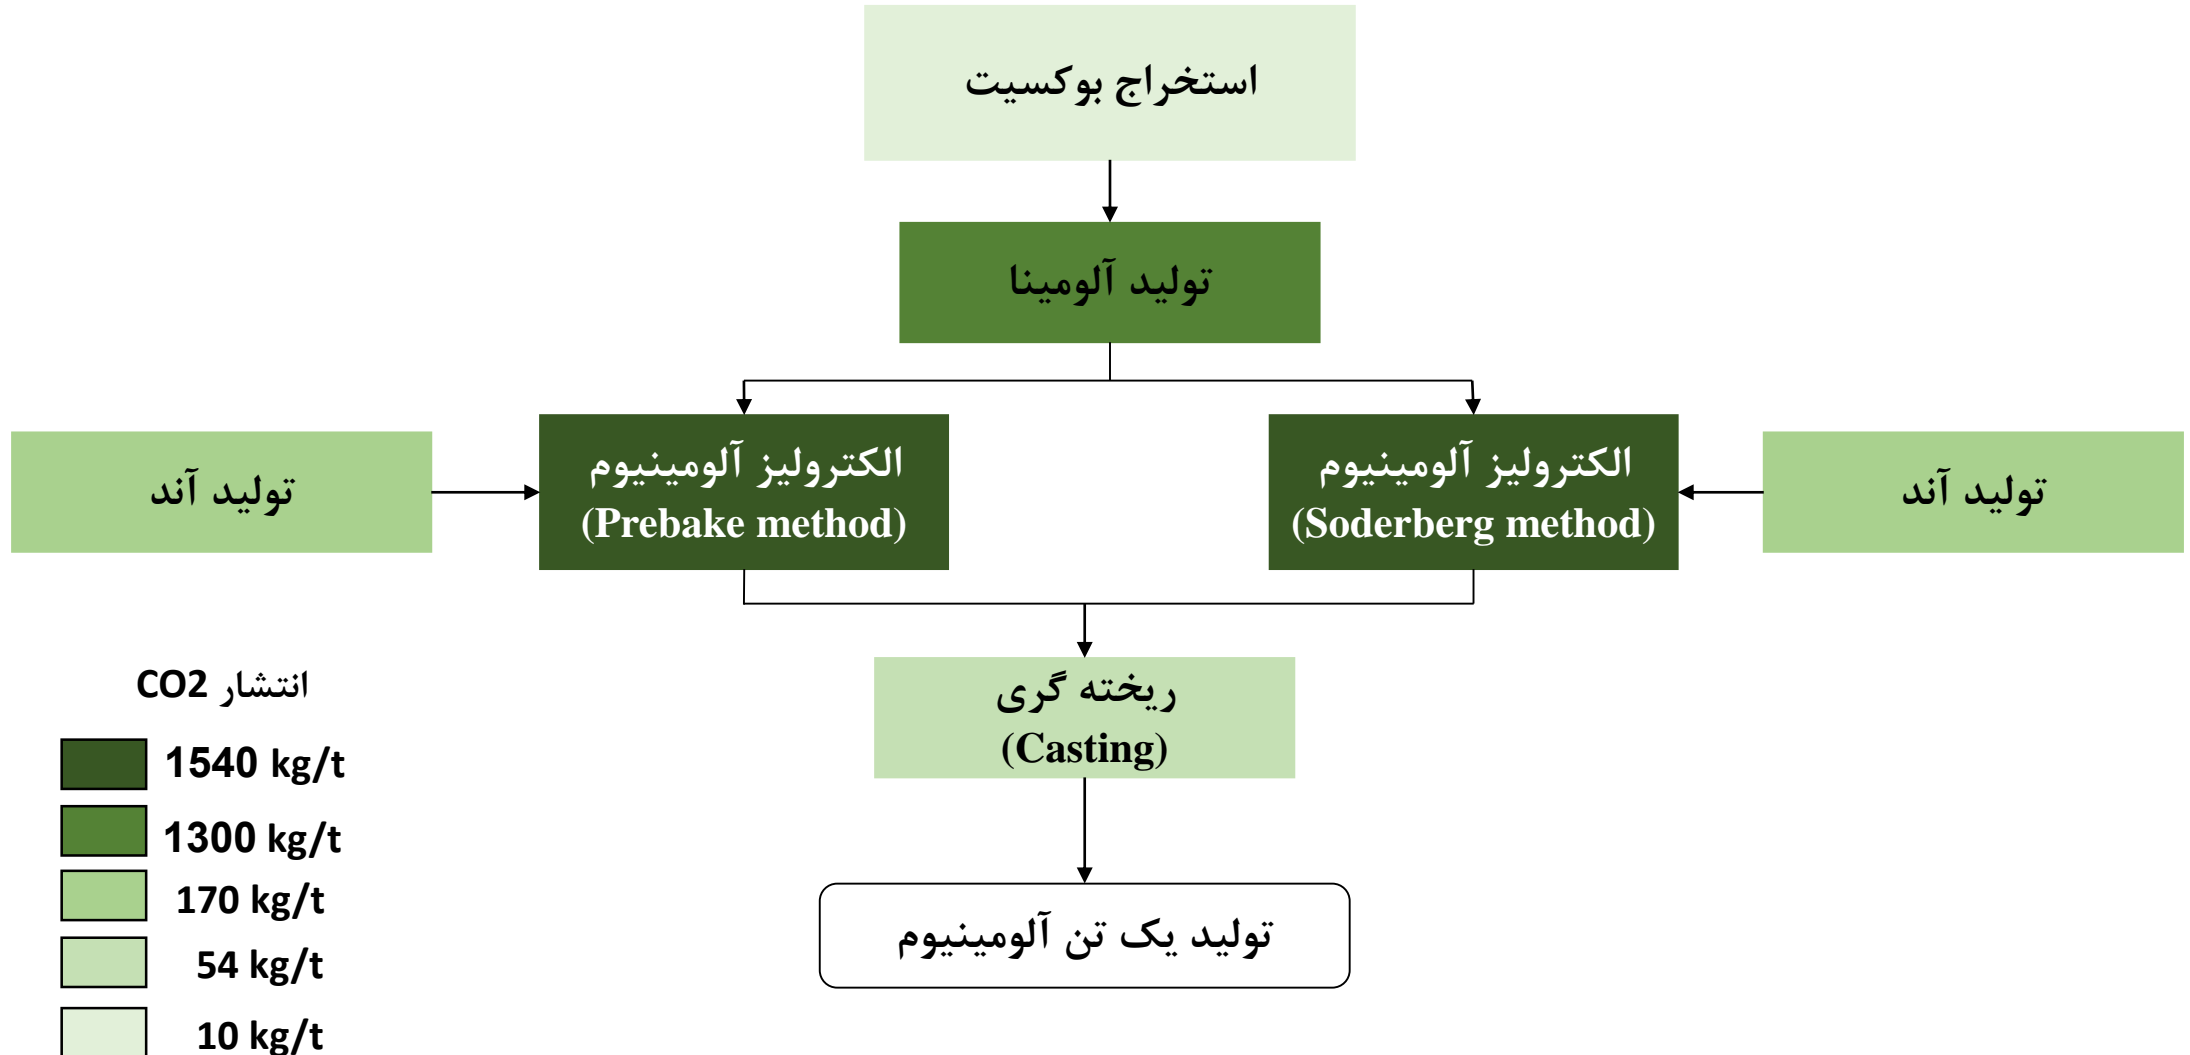 استخراج بوکسیت
تولید آلومینا
تولید آند
الکترولیز آلومینیوم
(Prebake method)
الکترولیز آلومینیوم
(Soderberg method)
تولید آند
ریخته گری
(Casting)
تولید یک تن آلومینیوم
انتشار CO2
1540 kg/t
1300 kg/t
170 kg/t
54 kg/t
10 kg/t